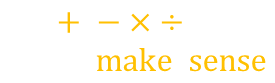 + − × ÷
make sense